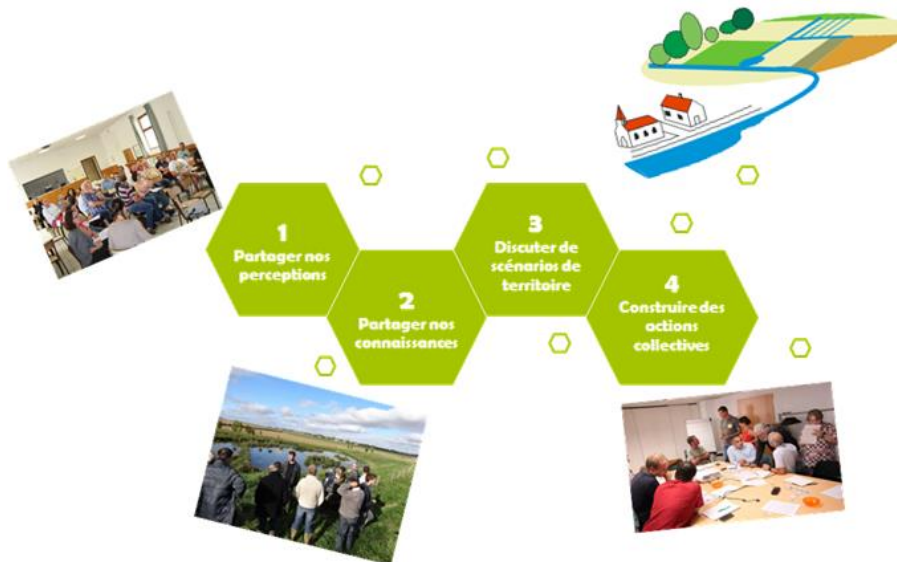 1
Partager nos
perceptions
2
Partager nos
connaissances
3
Discuter de
scénarios de
territoire
4
Construire des
actions
collectives